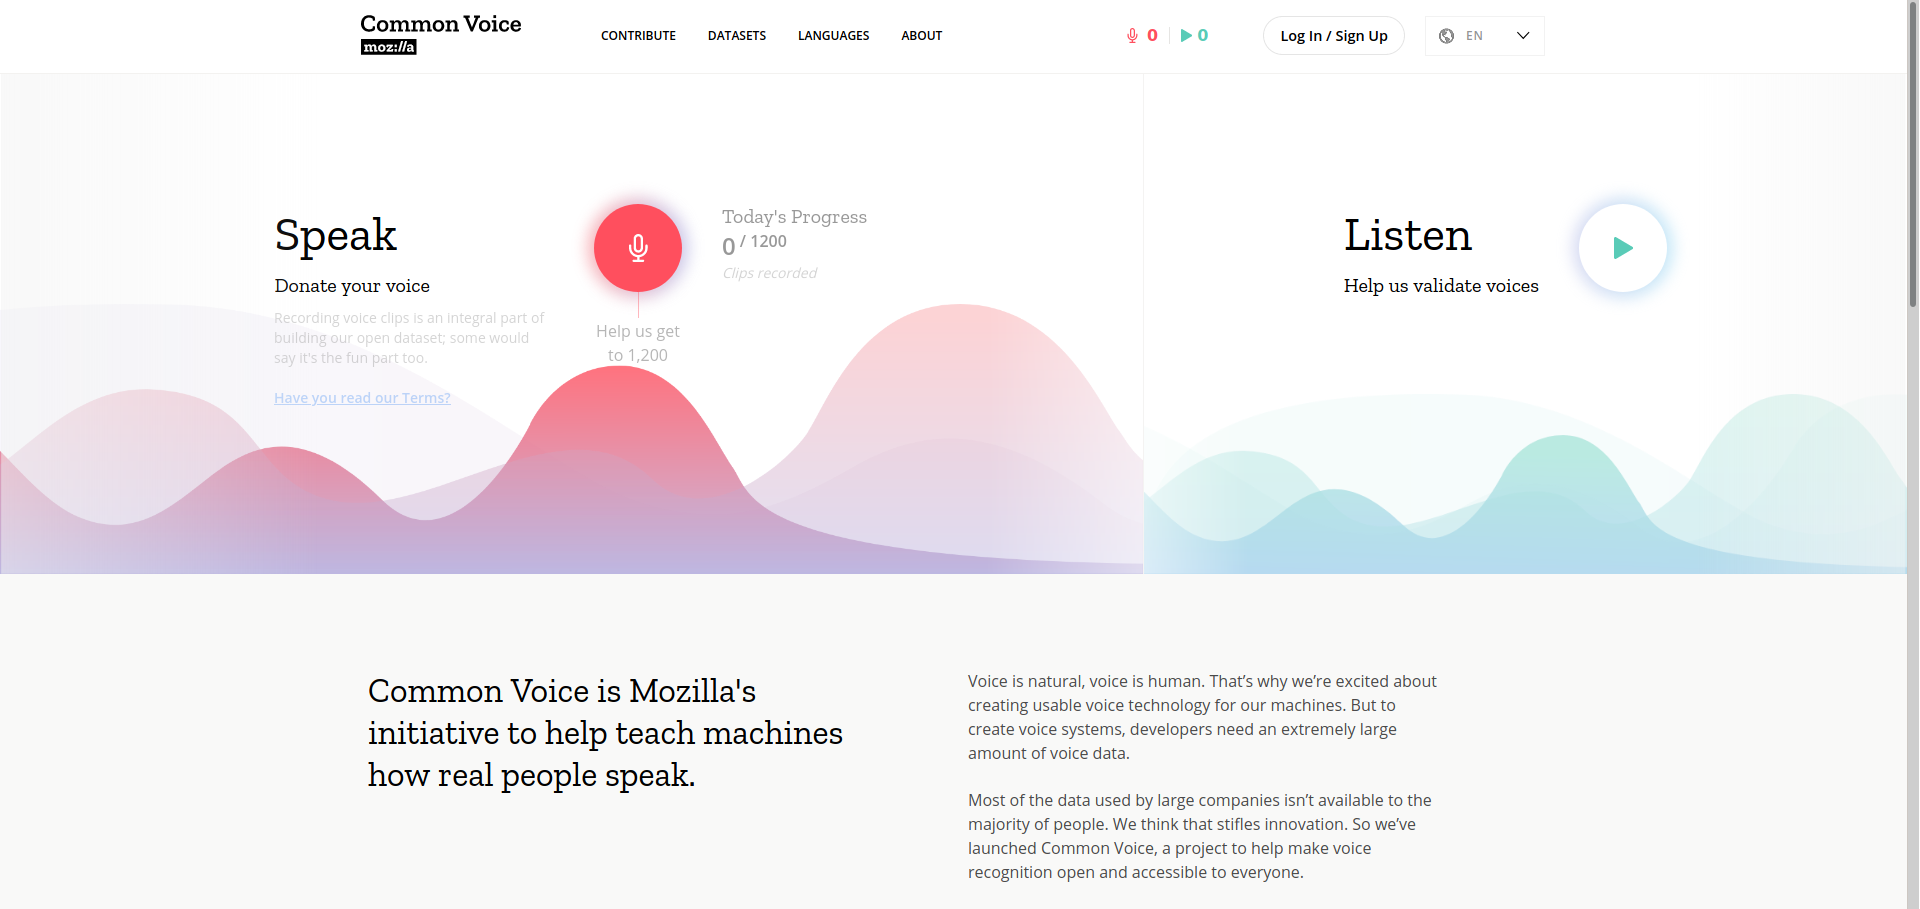 Common Voice
moz://a
CONTRIBUTE
DATASETS
LANGUAGES
ABOUT
0
0
Log In / Sign Up
EN
Speak
Donate your voice
Recording voice clips is an integral part of
building our open dataset; some would
say it's the fun part too.
Have you read our Terms?
Help us get
to 1,200
Today's Progress
0 / 1200
Clips recorded
Listen
Help us validate voices
Common Voice is Mozilla's
initiative to help teach machines
how real people speak.
Voice is natural, voice is human. That’s why we’re excited about
creating usable voice technology for our machines. But to
create voice systems, developers need an extremely large
amount of voice data.
Most of the data used by large companies isn’t available to the
majority of people. We think that stifles innovation. So we’ve
launched Common Voice, a project to help make voice
recognition open and accessible to everyone.